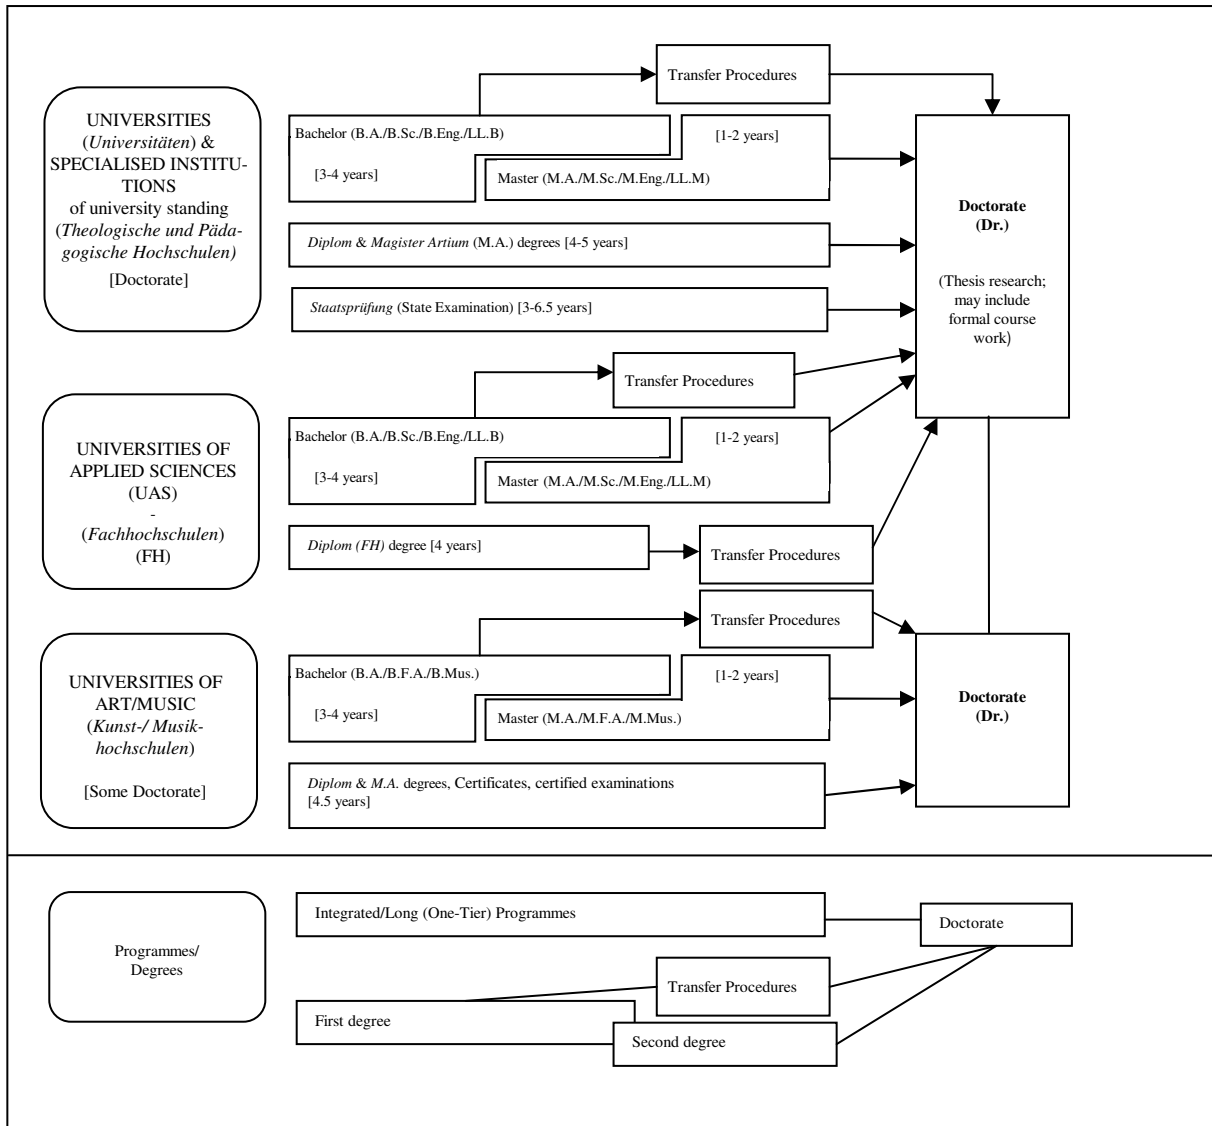 Transfer Procedures
UNIVERSITIES
(Universitäten) &
SPECIALISED INSTITU-
TIONS
of university standing
(Theologische und Päda-
gogische Hochschulen)
[Doctorate]
Bachelor (B.A./B.Sc./B.Eng./LL.B)
[3-4 years]
[1-2 years]
Master (M.A./M.Sc./M.Eng./LL.M)
Diplom & Magister Artium (M.A.) degrees [4-5 years]
Staatsprüfung (State Examination) [3-6.5 years]
Doctorate
(Dr.)
(Thesis research;
may include
formal course
work)
Transfer Procedures
UNIVERSITIES OF
APPLIED SCIENCES
(UAS)
-
(Fachhochschulen)
(FH)
Bachelor (B.A./B.Sc./B.Eng./LL.B)
[3-4 years]
[1-2 years]
Master (M.A./M.Sc./M.Eng./LL.M)
Diplom (FH) degree [4 years]
Transfer Procedures
Transfer Procedures
UNIVERSITIES OF
ART/MUSIC
(Kunst-/ Musik-
hochschulen)
[Some Doctorate]
Bachelor (B.A./B.F.A./B.Mus.)
[3-4 years]
[1-2 years]
Master (M.A./M.F.A./M.Mus.)
Diplom & M.A. degrees, Certificates, certified examinations
[4.5 years]
Doctorate
(Dr.)
Programmes/
Degrees
Integrated/Long (One-Tier) Programmes
Doctorate
Transfer Procedures
First degree
Second degree